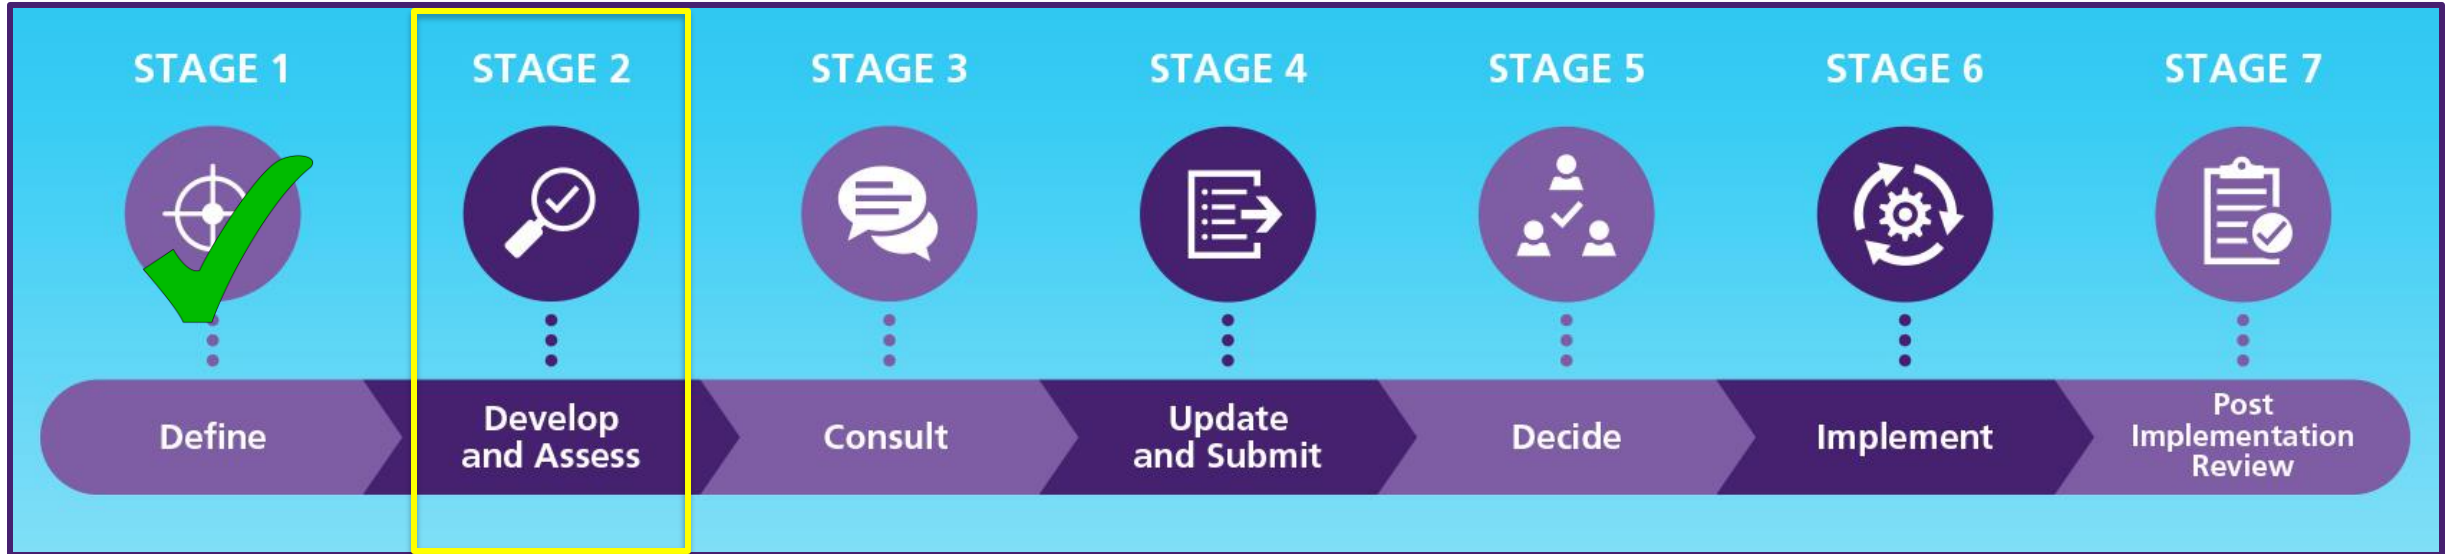 STAGE 1
STAGE 2
STAGE 3
STAGE 4
STAGE 5
STAGE 6
STAGE 7
Define
Develop
and Assess
Consult
Update
and Submit
Decide
Implement
Post
Implementation
Review